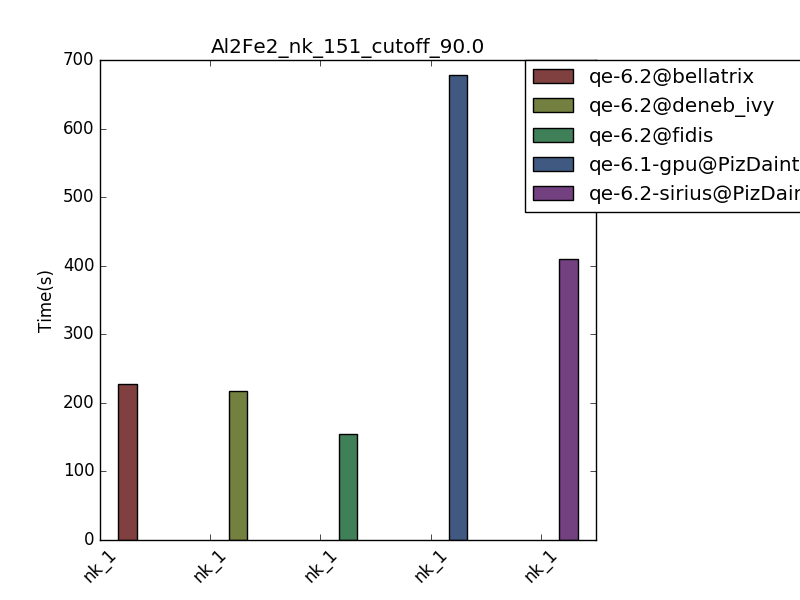 Al2Fe2_nk_151_cutoff_90.0
700
600
500
400
300
200
100
0
Time(s)
qe-6.2@bellatrix
qe-6.2@deneb_ivy
qe-6.2@fidis
qe-6.1-gpu@PizDaint
qe-6.2-sirius@PizDain
nk_1
nk_1
nk_1
nk_1
nk_1